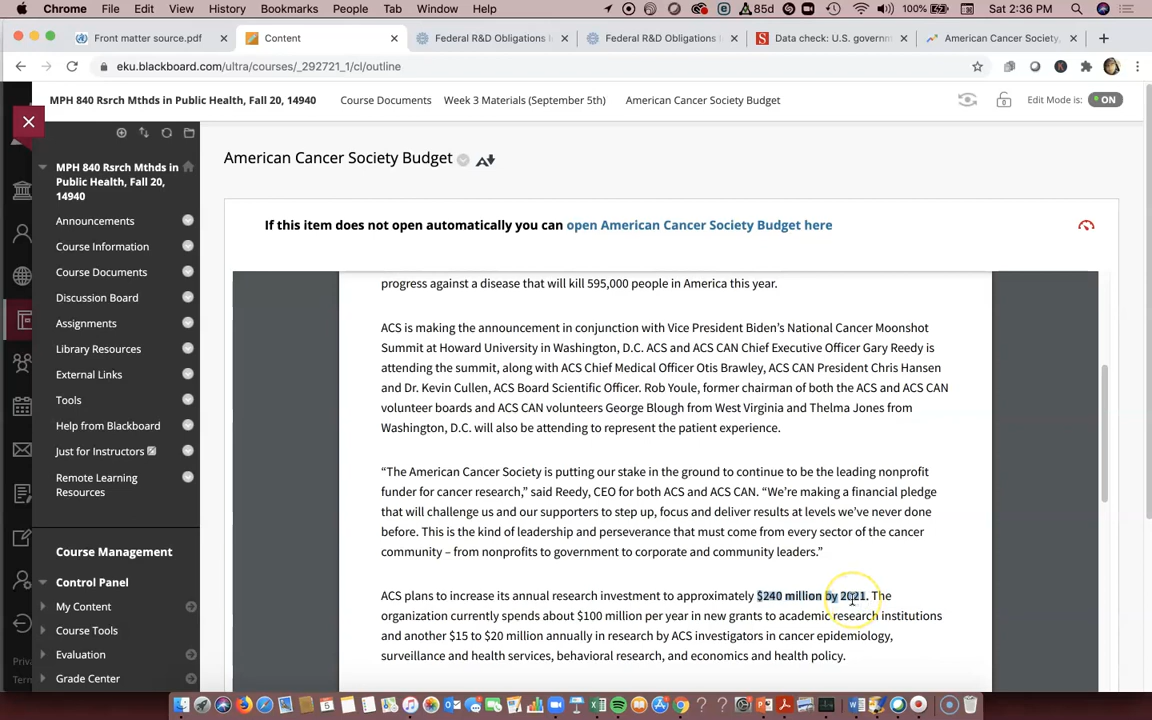 Chrome File Edit View History Bookmarks People Tab Window Help 85d 100% Sat 2:36 PM
Front matter source.pdf Content Federal R&D Obligations Federal R&D Obligations Data check: U.S. governm American Cancer Society,
eku.blackboard.com/ultra/courses/_292721_1/cl/outline
MPH 840 Rsrch Mthds in Public Health, Fall 20, 14940 Course Documents Week 3 Materials (September 5th) American Cancer Society Budget Edit Mode is: ON
MPH 840 Rsrch Mthds in
Public Health, Fall 20,
14940
Announcements
Course Information
Course Documents
Discussion Board
Assignments
Library Resources
External Links
Tools
Help from Blackboard
Just for Instructors
Remote Learning
Resources
Course Management
Control Panel
My Content
Course Tools
Evaluation
Grade Center
American Cancer Society Budget
If this item does not open automatically you can open American Cancer Society Budget here
progress against a disease that will kill 595,000 people in America this year.
ACS is making the announcement in conjunction with Vice President Biden’s National Cancer Moonshot
Summit at Howard University in Washington, D.C. ACS and ACS CAN Chief Executive Officer Gary Reedy is
attending the summit, along with ACS Chief Medical Officer Otis Brawley, ACS CAN President Chris Hansen
and Dr. Kevin Cullen, ACS Board Scientific Officer. Rob Youle, former chairman of both the ACS and ACS CAN
volunteer boards and ACS CAN volunteers George Blough from West Virginia and Thelma Jones from
Washington, D.C. will also be attending to represent the patient experience.
“The American Cancer Society is putting our stake in the ground to continue to be the leading nonprofit
funder for cancer research,” said Reedy, CEO for both ACS and ACS CAN. “We’re making a financial pledge
that will challenge us and our supporters to step up, focus and deliver results at levels we’ve never done
before. This is the kind of leadership and perseverance that must come from every sector of the cancer
community – from nonprofits to government to corporate and community leaders.”
ACS plans to increase its annual research investment to approximately $240 million by 2021. The
organization currently spends about $100 million per year in new grants to academic research institutions
and another $15 to $20 million annually in research by ACS investigators in cancer epidemiology,
surveillance and health services, behavioral research, and economics and health policy.